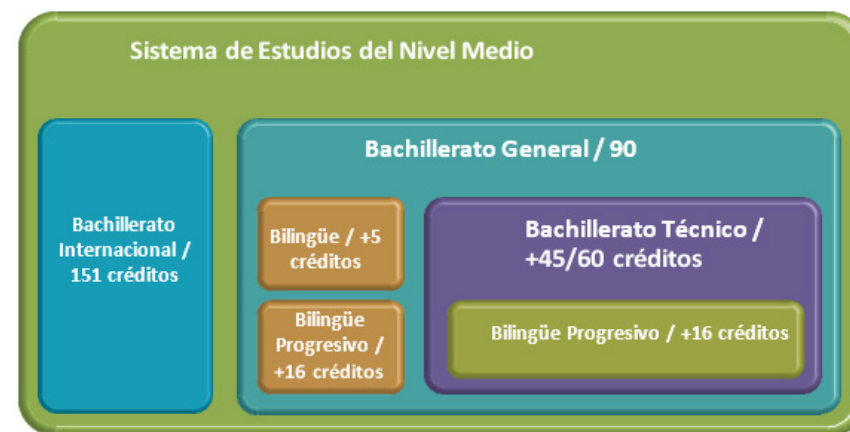 Sistema de Estudios del Nivel Medio
Bachillerato
Internacional /
151 créditos
Bachillerato General / 90
Bilingüe / +5
créditos
Bilingüe
Progresivo /
+16 créditos
Bachillerato Técnico /
+45/60 créditos
Bilingüe Progresivo / +16 créditos